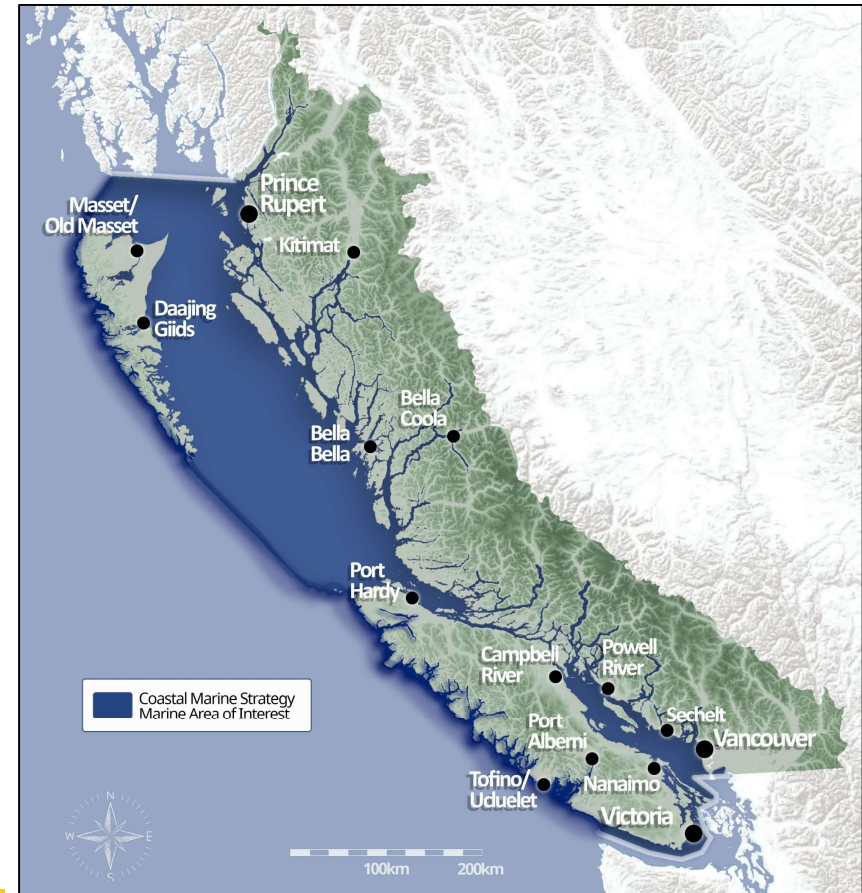 Prince
Rupert
Masset/
Old Masset
Kitimat
Daajing
Giids
Bella
Coola
Bella
Bella
Port
Hardy
Campbell
River
Powell
River
Sechelt
Port
Alberni
Vancouver
Tofino/
Uduelet
Nanaimo
Victoria
Coastal Marine Strategy
Marine Area of Interest
N
W
E
S
100km
200km